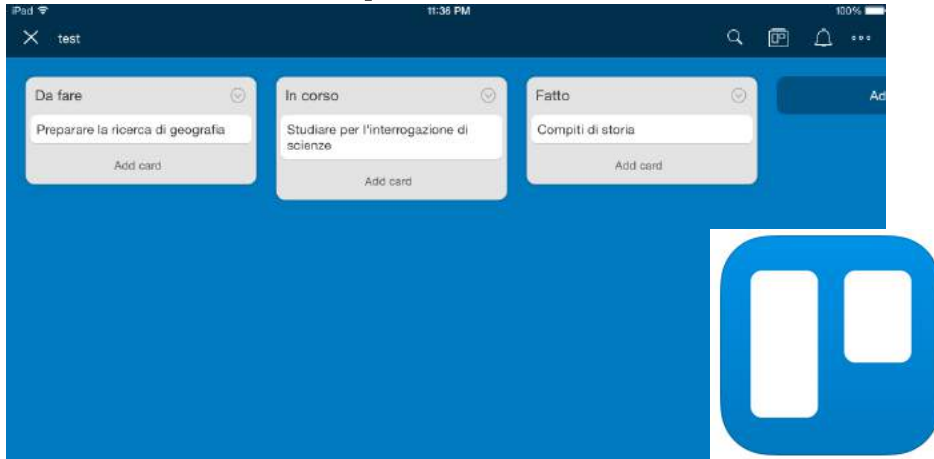 iPad 11:36 PM 100%
test
Da fare
Preparare la ricerca di geografia
Add card
In corso
Studiare per l'interrogazione di
scienze
Add card
Fatto
Compiti di storia
Add card
Ad